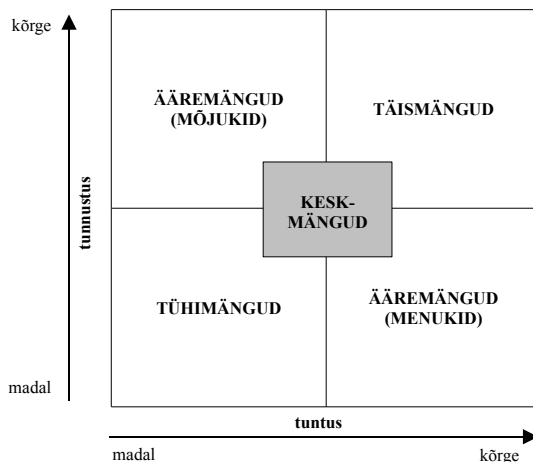 kõrge
ÄÄREMÄNGUD
(MÕJUKID)
TÄISMÄNGUD
KESK-
MÄNGUD
tunnustus
TÜHIMÄNGUD
ÄÄREMÄNGUD
(MENUKID)
madal
tuntus
madal
kõrge